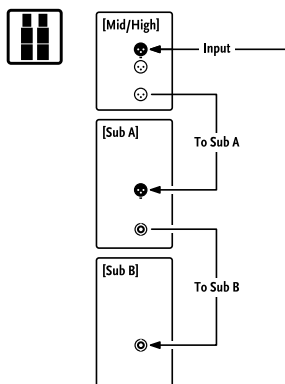 [Mid/High]
Input
[Sub A]
To Sub A
[Sub B]
To Sub B